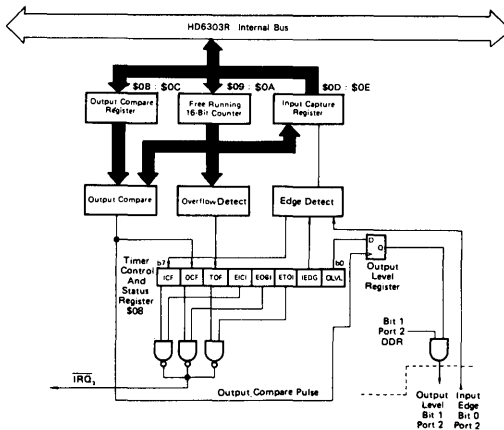 HD6303R Internal Bus
$0B : $0C
$09 : $0A
$0D : $0E
Output Compare
Register
Free Running
16-Bit Counter
Input Capture
Register
Output Compare
Overflow Detect
Edge Detect
Timer
Control
And
Status
Register
$08
b7
b0
ICF
OCF
TOF
EICI
EOCI
ETOI
IEDG
OLVL
D
Q
Output
Level
Register
Bit 1
Port 2
DDR
IRQ₂
Output Compare Pulse
Output
Level
Bit 1
Port 2
Input
Edge
Bit 0
Port 2